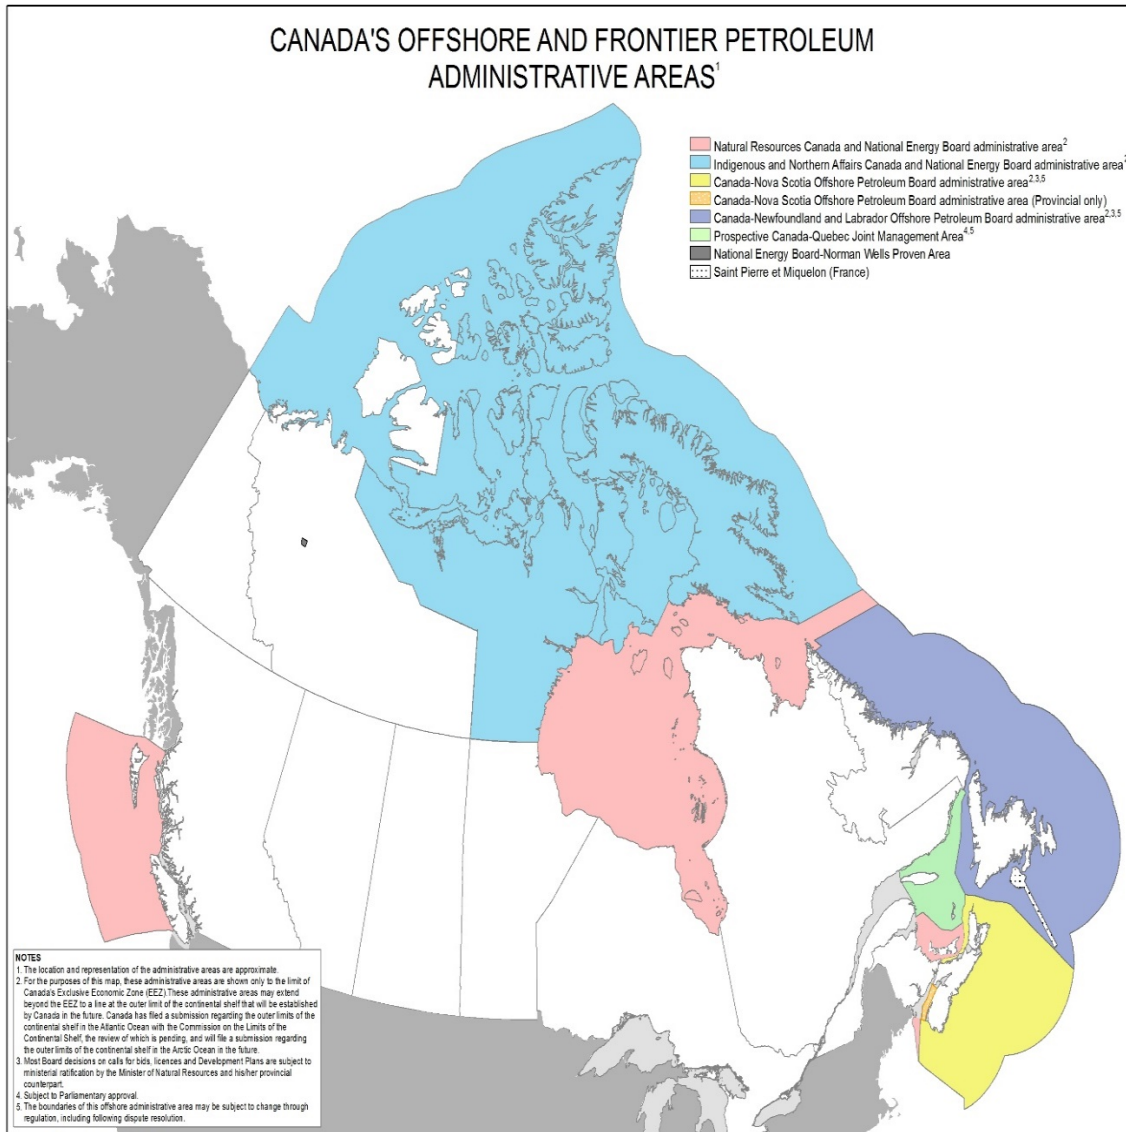 CANADA'S OFFSHORE AND FRONTIER PETROLEUM
ADMINISTRATIVE AREAS1
Natural Resources Canada and National Energy Board administrative area2
Indigenous and Northern Affairs Canada and National Energy Board administrative area2
Canada-Nova Scotia Offshore Petroleum Board administrative area2,3,5
Canada-Nova Scotia Offshore Petroleum Board administrative area (Provincial only)
Canada-Newfoundland and Labrador Offshore Petroleum Board administrative area2,3,5
Prospective Canada-Quebec Joint Management Area4,5
National Energy Board-Norman Wells Proven Area
Saint Pierre et Miquelon (France)
NOTES
1. The location and representation of the administrative areas are approximate.
2. For the purposes of this map, these administrative areas are shown only to the limit of
Canada's Exclusive Economic Zone (EEZ).These administrative areas may extend
beyond the EEZ to a line at the outer limit of the continental shelf that will be established
by Canada in the future. Canada has filed a submission regarding the outer limits of the
continental shelf in the Atlantic Ocean with the Commission on the Limits of the
Continental Shelf, the review of which is pending, and will file a submission regarding
the outer limits of the continental shelf in the Arctic Ocean in the future.
3. Most Board decisions on calls for bids, licences and Development Plans are subject to
ministerial ratification by the Minister of Natural Resources and his/her provincial
counterpart.
4. Subject to Parliamentary approval.
5. The boundaries of this offshore administrative area may be subject to change through
regulation, including following dispute resolution.